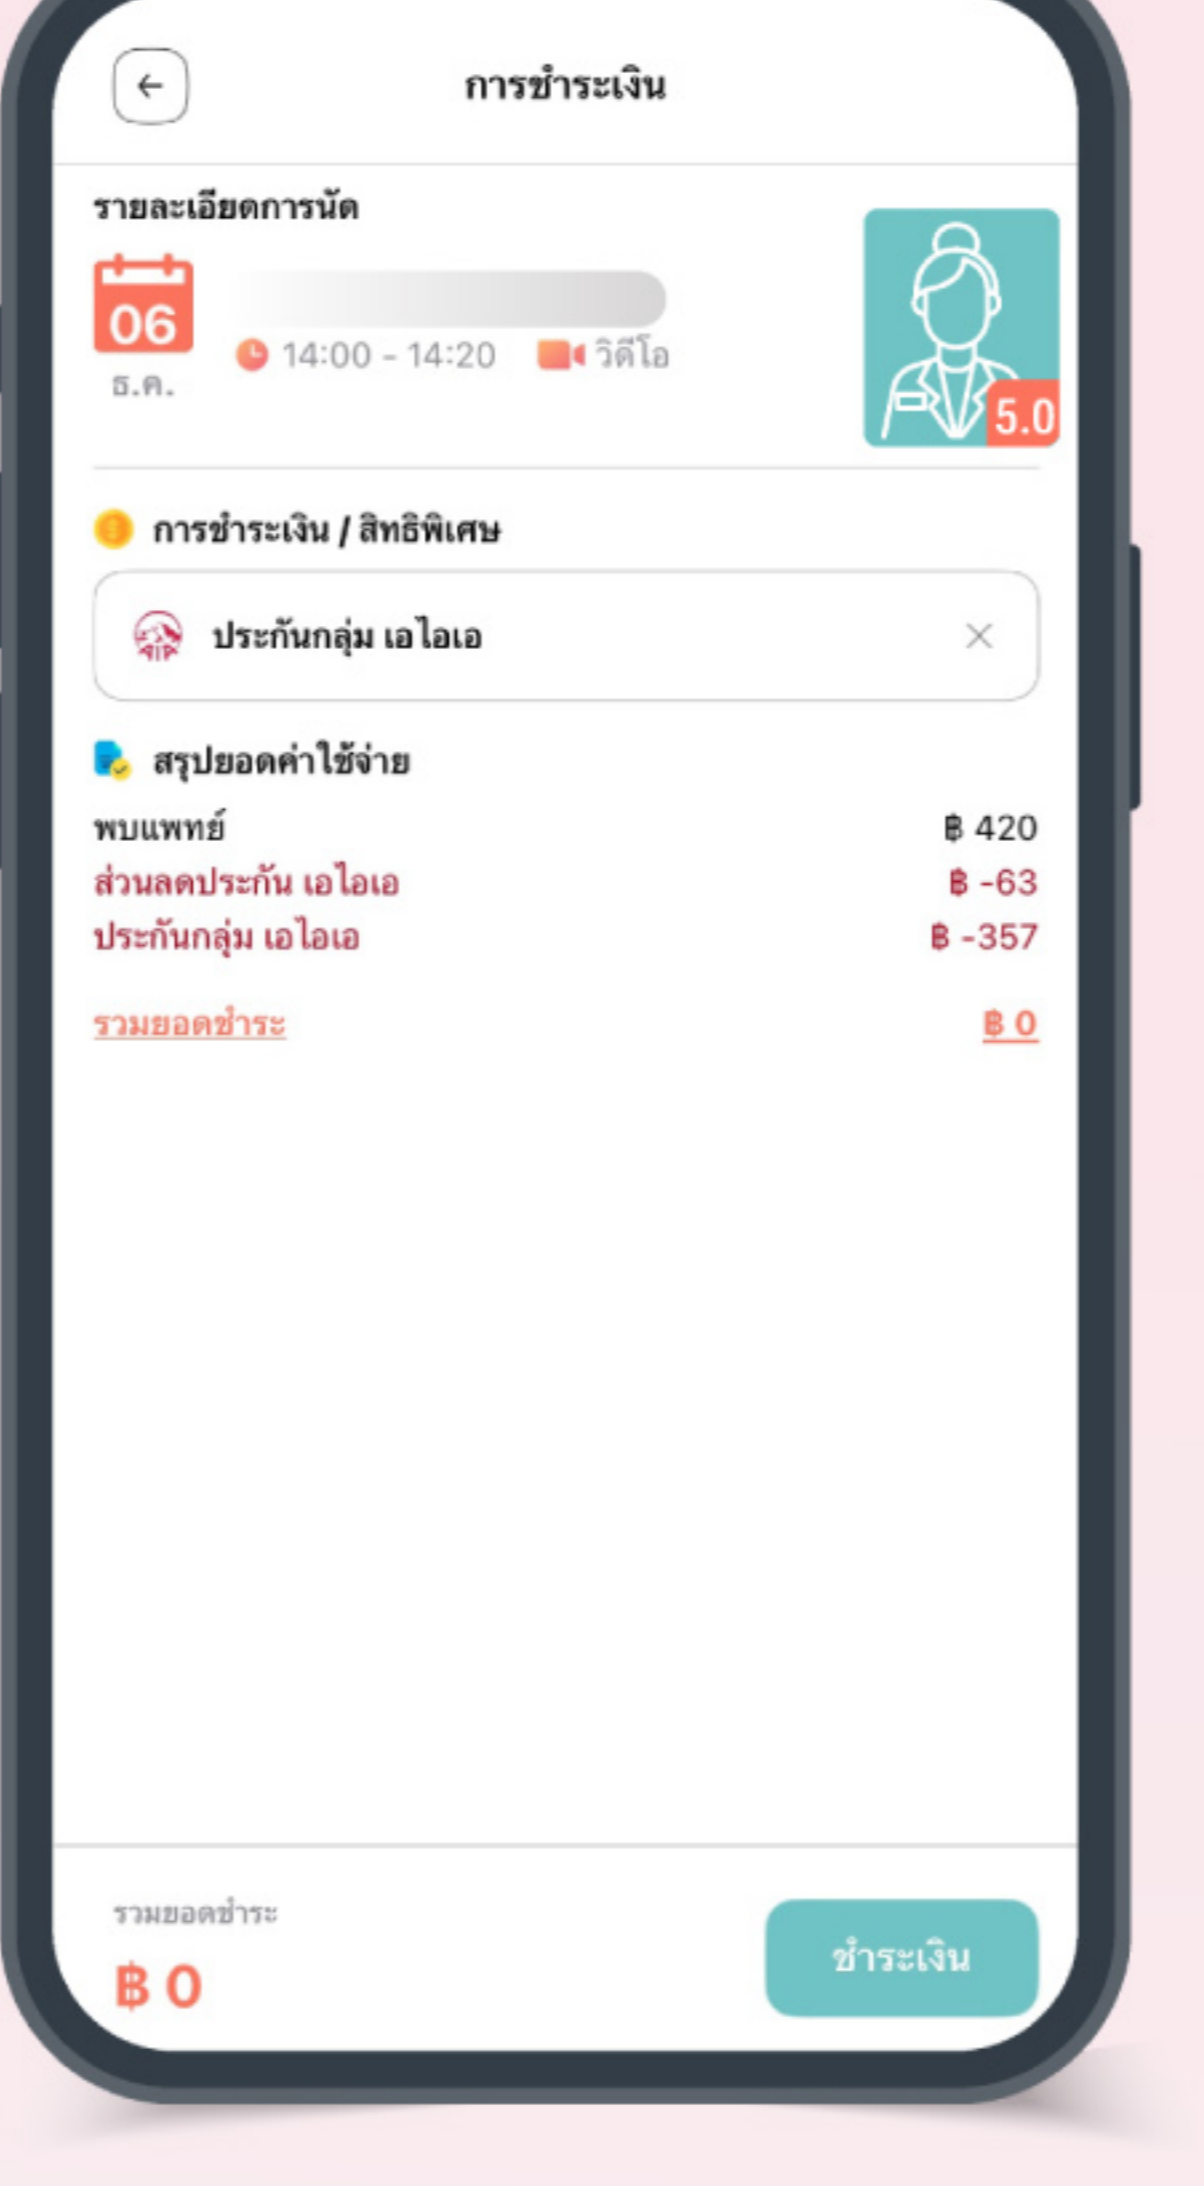 การชำระเงิน
รายละเอียดการนัด
06
ธ.ค.
14:00 - 14:20 วิดีโอ
5.0
การชำระเงิน / สิทธิพิเศษ
AIA ประกันกลุ่ม เอไอเอ
สรุปยอดค่าใช้จ่าย
พบแพทย์ ฿ 420
ส่วนลดประกัน เอไอเอ ฿ -63
ประกันกลุ่ม เอไอเอ ฿ -357
รวมยอดชำระ ฿ 0
รวมยอดชำระ
฿ 0
ชำระเงิน